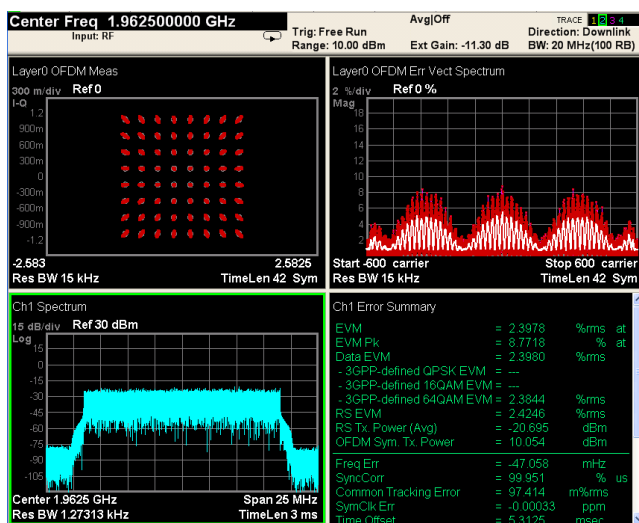 Center Freq 1.962500000 GHz
Input: RF
Trig: Free Run
Range: 10.00 dBm
Avg|Off
Ext Gain: -11.30 dB
TRACE 1 2 3 4
Direction: Downlink
BW: 20 MHz(100 RB)
Layer0 OFDM Meas
300 m/div Ref 0
I-Q
1.2
900m
600m
300m
0
-300m
-600m
-900m
-1.2
-2.583 2.5825
Res BW 15 kHz TimeLen 42 Sym
Layer0 OFDM Err Vect Spectrum
2 %/div Ref 0 %
Mag
18
16
14
12
10
8
6
4
2
Start -600 carrier Stop 600 carrier
Res BW 15 kHz TimeLen 42 Sym
Ch1 Spectrum
15 dB/div Ref 30 dBm
Log
15
0
-15
-30
-45
-60
-75
-90
-105
Center 1.9625 GHz Span 25 MHz
Res BW 1.27313 kHz TimeLen 3 ms
Ch1 Error Summary
EVM = 2.3978 %rms at
EVM Pk = 8.7718 % at
Data EVM = 2.3980 %rms
- 3GPP-defined QPSK EVM = ---
- 3GPP-defined 16QAM EVM = ---
- 3GPP-defined 64QAM EVM = 2.3844 %rms
RS EVM = 2.4246 %rms
RS Tx. Power (Avg) = -20.695 dBm
OFDM Sym. Tx. Power = 10.054 dBm
Freq Err = -47.058 mHz
SyncCorr = 99.951 % us
Common Tracking Error = 97.414 m%rms
SymClk Err = -0.00033 ppm
Time Offset = 5.3125 msec